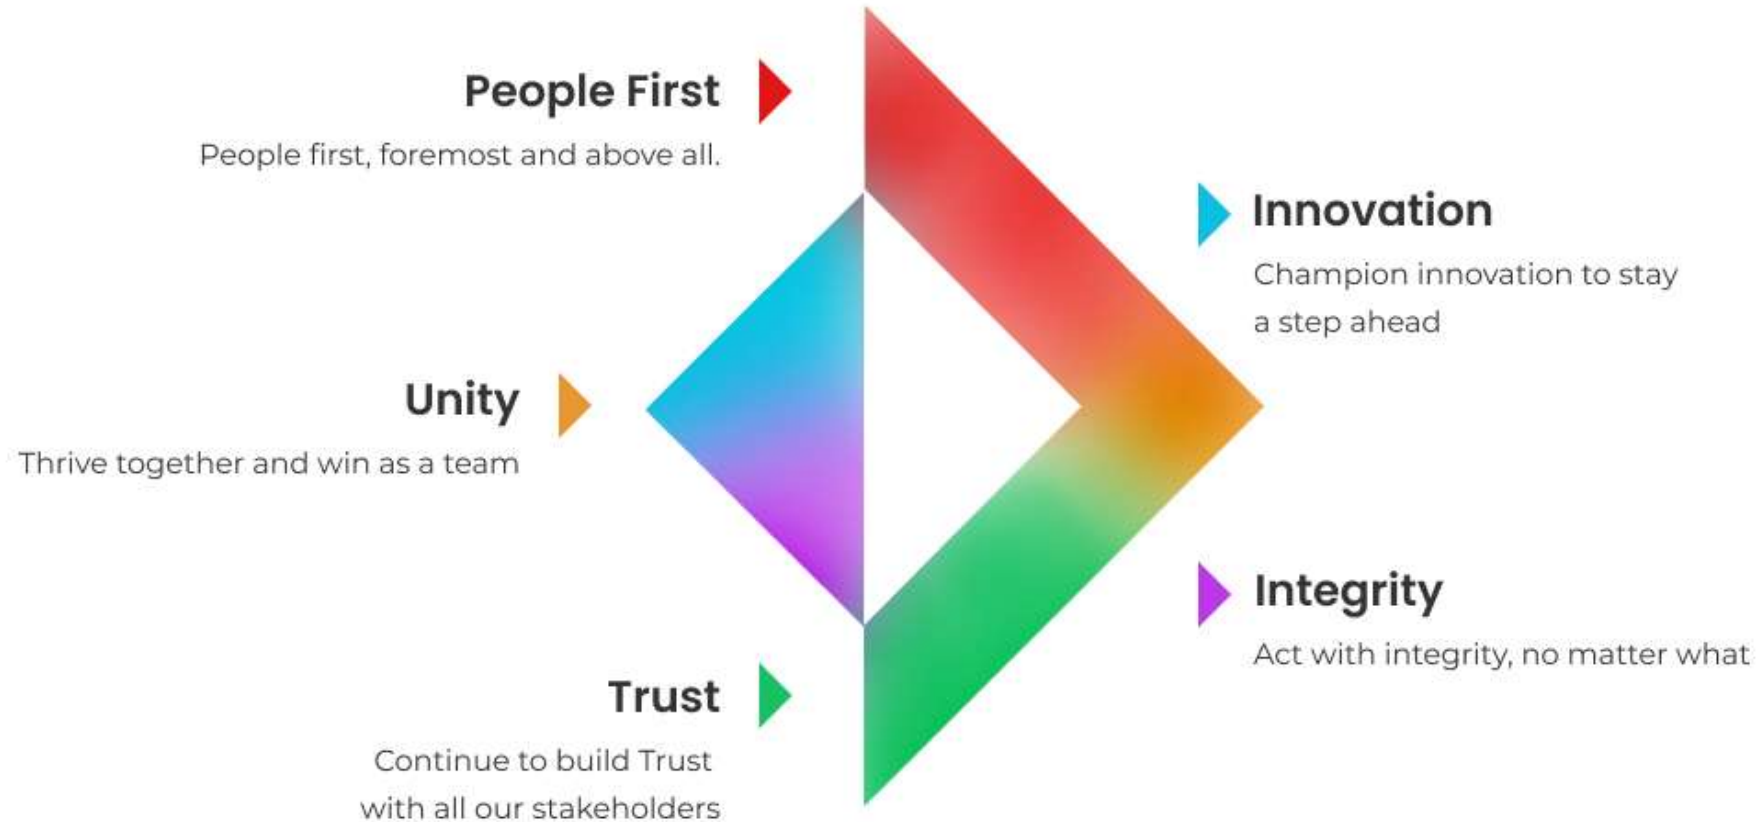 People First
People first, foremost and above all.
Innovation
Champion innovation to stay
a step ahead
Unity
Thrive together and win as a team
Integrity
Act with integrity, no matter what
Trust
Continue to build Trust
with all our stakeholders